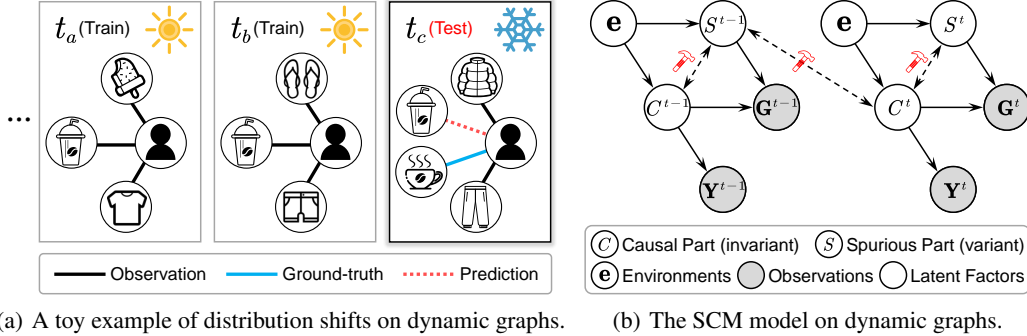 t_a (Train)
t_b (Train)
t_c (Test)
...
Observation Ground-truth Prediction
(a) A toy example of distribution shifts on dynamic graphs.
e S^{t-1} e S^t
C^{t-1} G^{t-1} C^t G^t
Y^{t-1} Y^t
C Causal Part (invariant) S Spurious Part (variant)
e Environments Observations Latent Factors
(b) The SCM model on dynamic graphs.